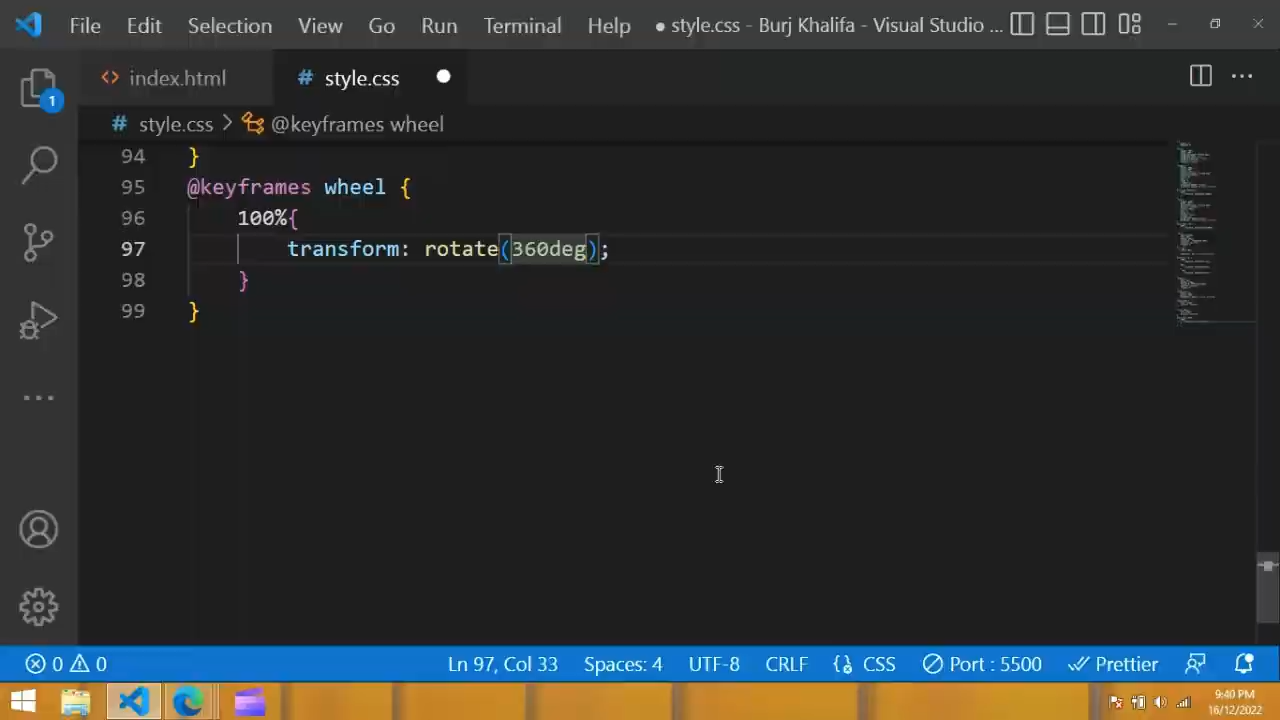 File Edit Selection View Go Run Terminal Help ● style.css - Burj Khalifa - Visual Studio ...
<> index.html # style.css ●
# style.css > @keyframes wheel
94 }
95 @keyframes wheel {
96 100%{
97 transform: rotate(360deg);
98 }
99 }
1
0 0 Ln 97, Col 33 Spaces: 4 UTF-8 CRLF {} CSS Port : 5500 Prettier
9:40 PM
16/12/2022